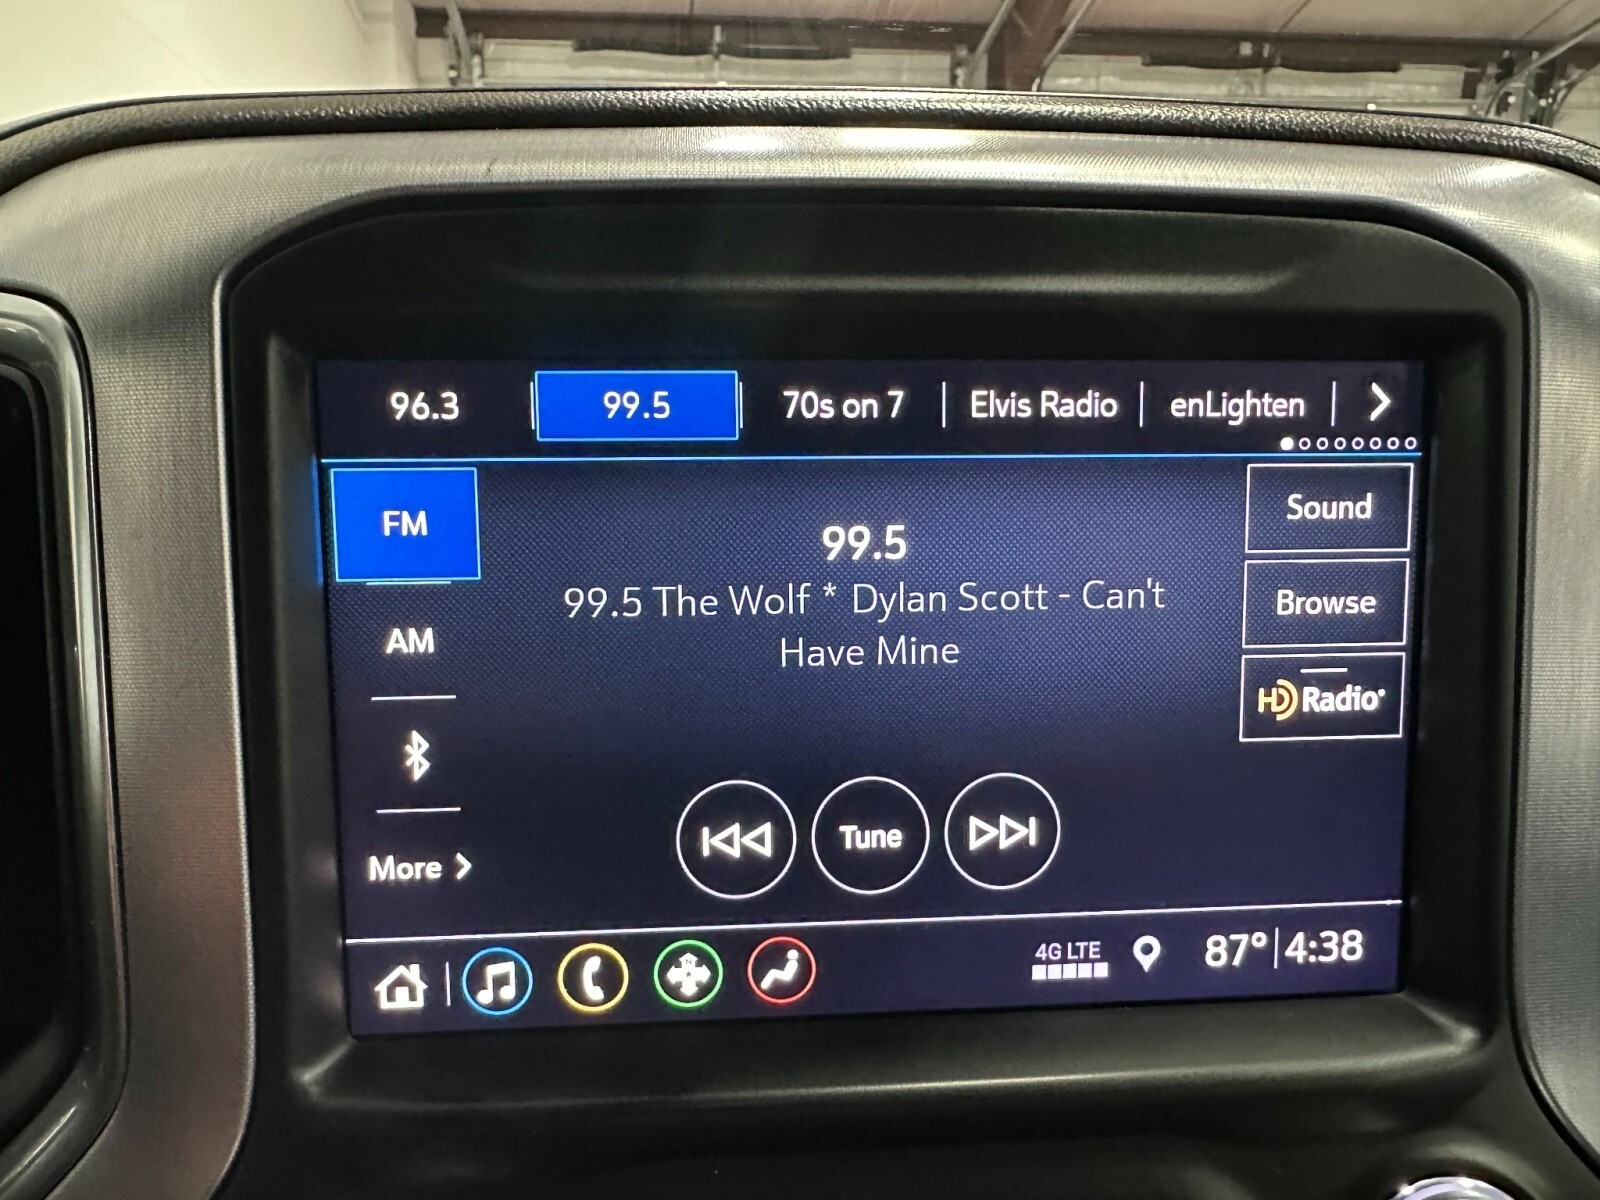 96.3 99.5 70s on 7 Elvis Radio enLighten
FM
99.5
Sound
99.5 The Wolf * Dylan Scott - Can't
Have Mine
Browse
AM
HD Radio
Tune
More
4G LTE 87° 4:38